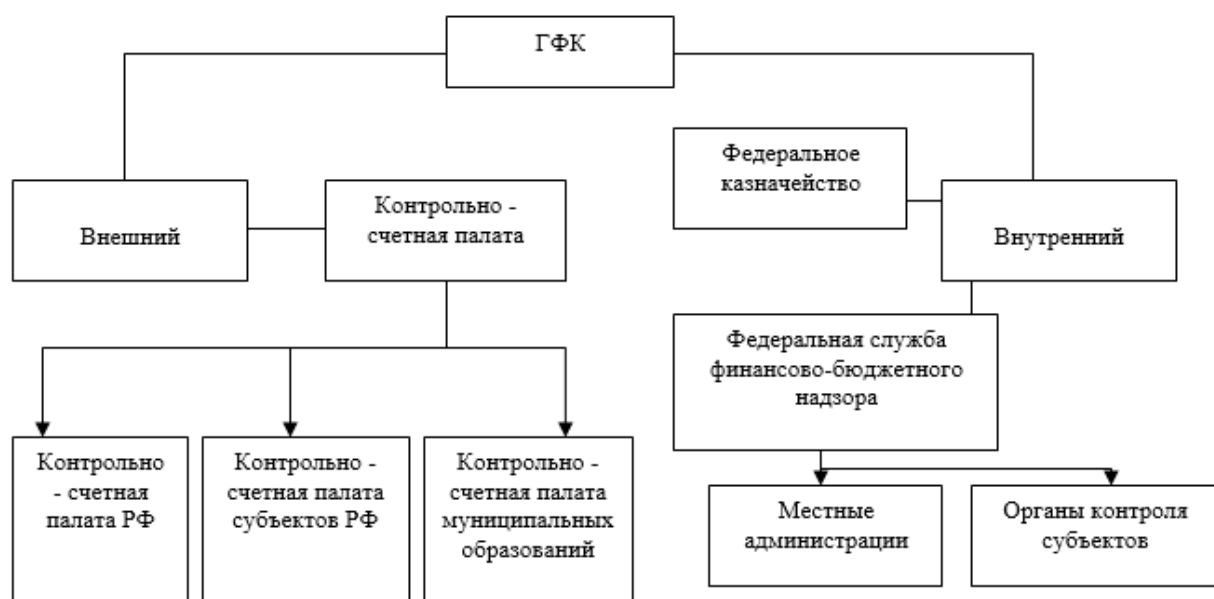 ГФК
Федеральное
казначейство
Внешний
Контрольно -
счетная палата
Внутренний
Федеральная служба
финансово-бюджетного
надзора
Контрольно
- счетная
палата РФ
Контрольно -
счетная палата
субъектов РФ
Контрольно -
счетная палата
муниципальных
образований
Местные
администрации
Органы контроля
субъектов